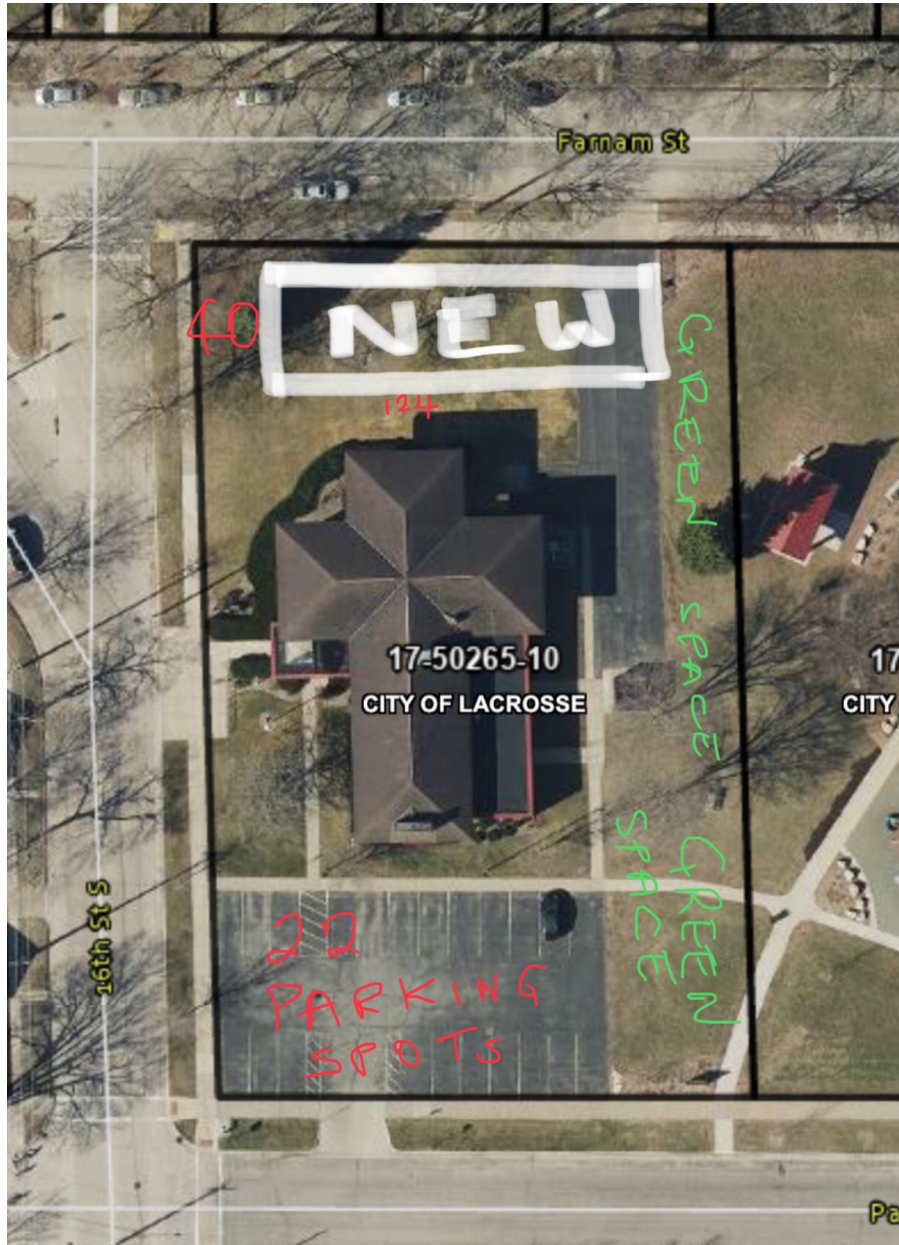 Farnam St
40
NEW
124
GREEN SPACE
17-50265-10
CITY OF LACROSSE
17
CITY
GREEN
SPACE
16th St S
22
PARKING
SPOTS
Pa